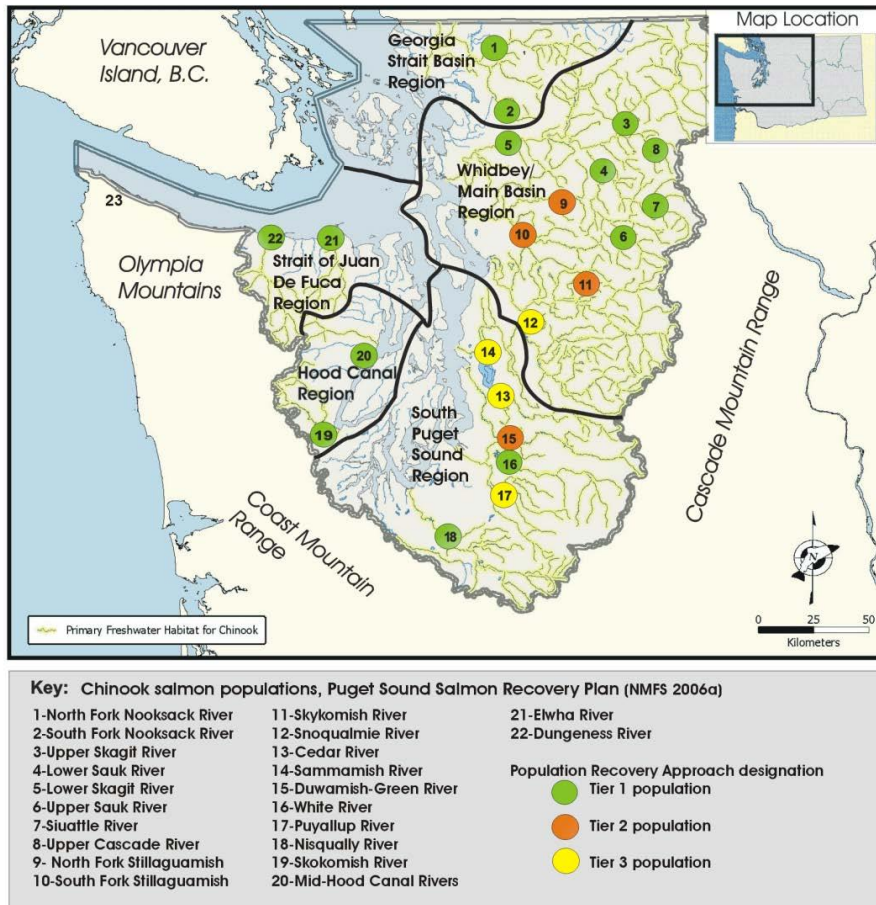 Map Location
Vancouver
Island, B.C.
Georgia
Strait Basin
Region
1
2
3
5
8
4
Whidbey/
Main Basin
Region
9
7
10
6
23
22
21
Strait of Juan
De Fuca
Region
Olympia
Mountains
11
12
14
20
Hood Canal
Region
13
South
Puget
Sound
Region
15
19
16
17
18
Coast Mountain
Range
Cascade Mountain Range
N
Primary Freshwater Habitat for Chinook
0 25 50
Kilometers
Key: Chinook salmon populations, Puget Sound Salmon Recovery Plan (NMFS 2006a)
1-North Fork Nooksack River
2-South Fork Nooksack River
3-Upper Skagit River
4-Lower Sauk River
5-Lower Skagit River
6-Upper Sauk River
7-Siuattle River
8-Upper Cascade River
9- North Fork Stillaguamish
10-South Fork Stillaguamish
11-Skykomish River
12-Snoqualmie River
13-Cedar River
14-Sammamish River
15-Duwamish-Green River
16-White River
17-Puyallup River
18-Nisqually River
19-Skokomish River
20-Mid-Hood Canal Rivers
21-Elwha River
22-Dungeness River
Population Recovery Approach designation
Tier 1 population
Tier 2 population
Tier 3 population